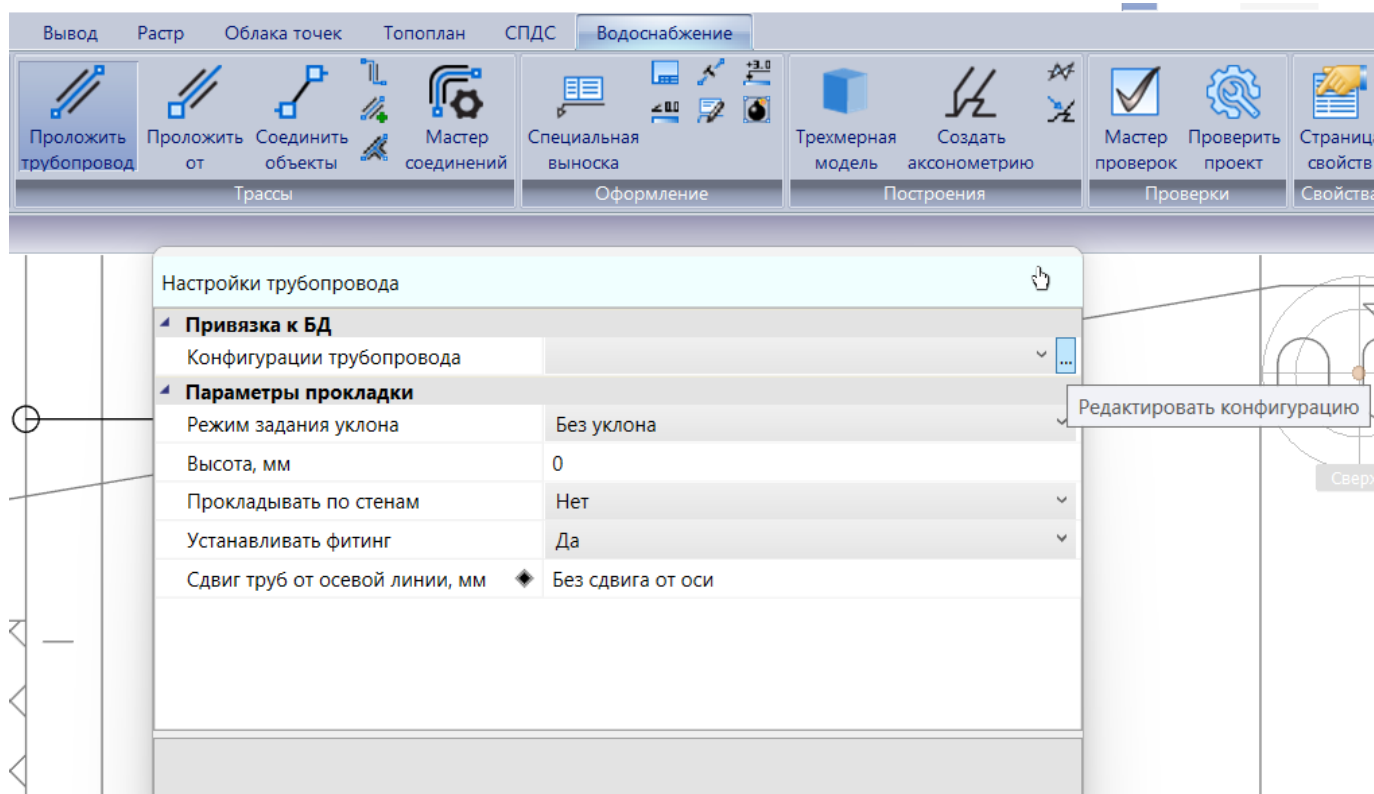 Вывод Растр Облака точек Топоплан СПДС Водоснабжение
+3.0
0.0
Проложить трубопровод
Проложить от
Соединить объекты
Мастер соединений
Специальная выноска
Трехмерная модель
Создать аксонометрию
Мастер проверок
Проверить проект
Страница свойств
Трассы Оформление Построения Проверки Свойства
Настройки трубопровода
Привязка к БД
Конфигурации трубопровода ...
Редактировать конфигурацию
Параметры прокладки
Режим задания уклона Без уклона
Высота, мм 0
Прокладывать по стенам Нет
Устанавливать фитинг Да
Сдвиг труб от осевой линии, мм Без сдвига от оси